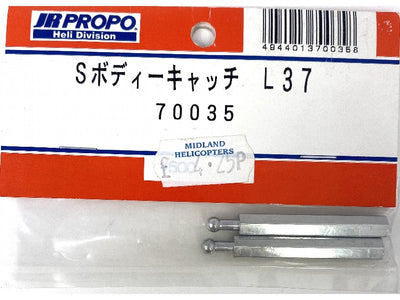 JR PROPO
Heli Division
4944013700358
Sボディーキャッチ L37
70035
MIDLAND
HELICOPTERS